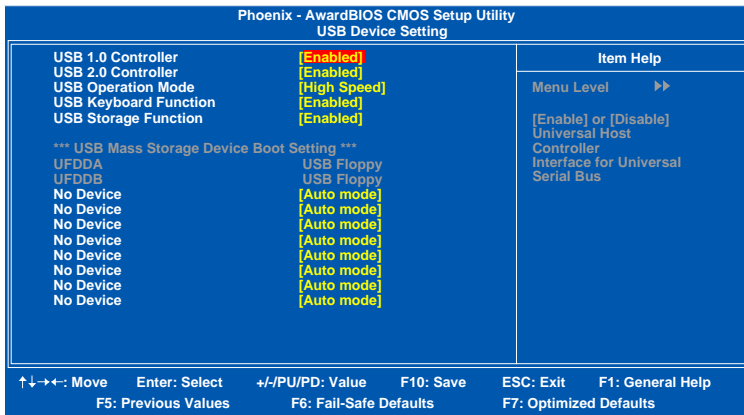 Phoenix - AwardBIOS CMOS Setup Utility
USB Device Setting
USB 1.0 Controller [Enabled]
USB 2.0 Controller [Enabled]
USB Operation Mode [High Speed]
USB Keyboard Function [Enabled]
USB Storage Function [Enabled]
*** USB Mass Storage Device Boot Setting ***
UFDDA USB Floppy
UFDDB USB Floppy
No Device [Auto mode]
No Device [Auto mode]
No Device [Auto mode]
No Device [Auto mode]
No Device [Auto mode]
No Device [Auto mode]
No Device [Auto mode]
No Device [Auto mode]
Item Help
Menu Level ▶▶
[Enable] or [Disable]
Universal Host
Controller
Interface for Universal
Serial Bus
↑↓→←: Move Enter: Select +/-/PU/PD: Value F10: Save ESC: Exit F1: General Help
F5: Previous Values F6: Fail-Safe Defaults F7: Optimized Defaults